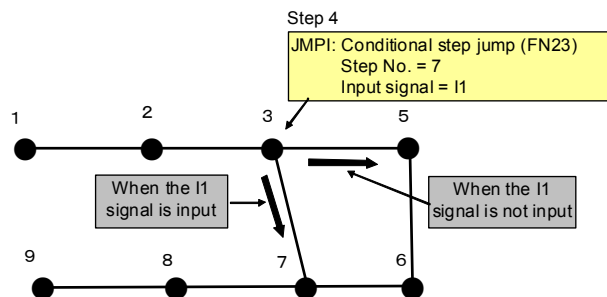 Step 4
JMPI: Conditional step jump (FN23)
Step No. = 7
Input signal = I1
1
2
3
5
When the I1
signal is input
When the I1
signal is not input
9
8
7
6